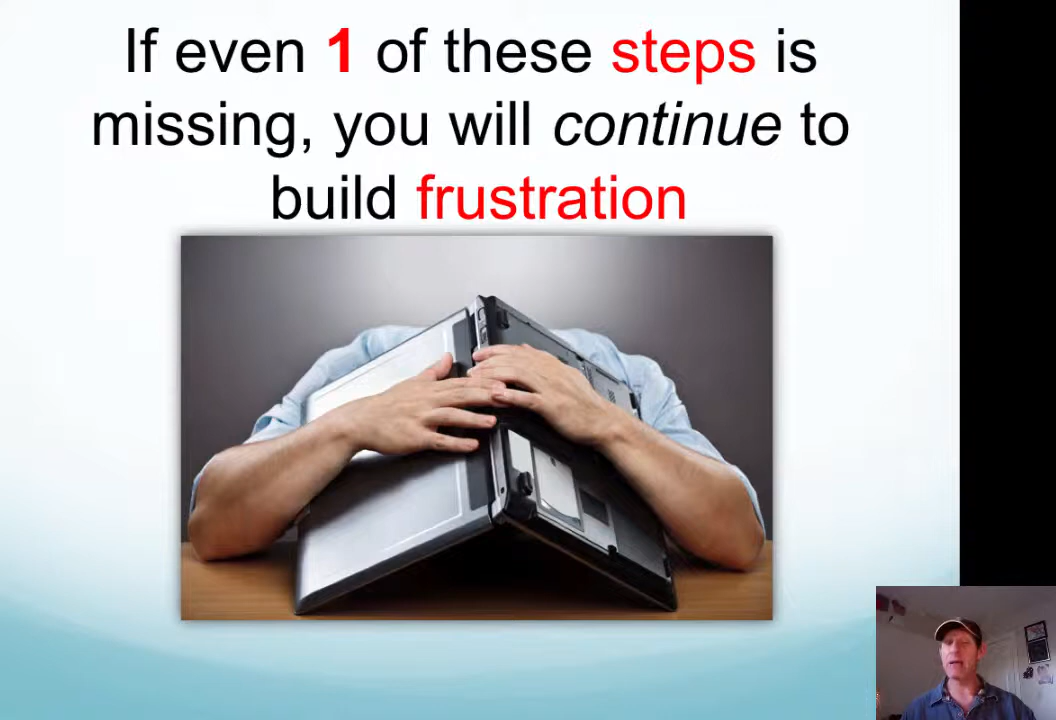 If even 1 of these steps is
missing, you will continue to
build frustration